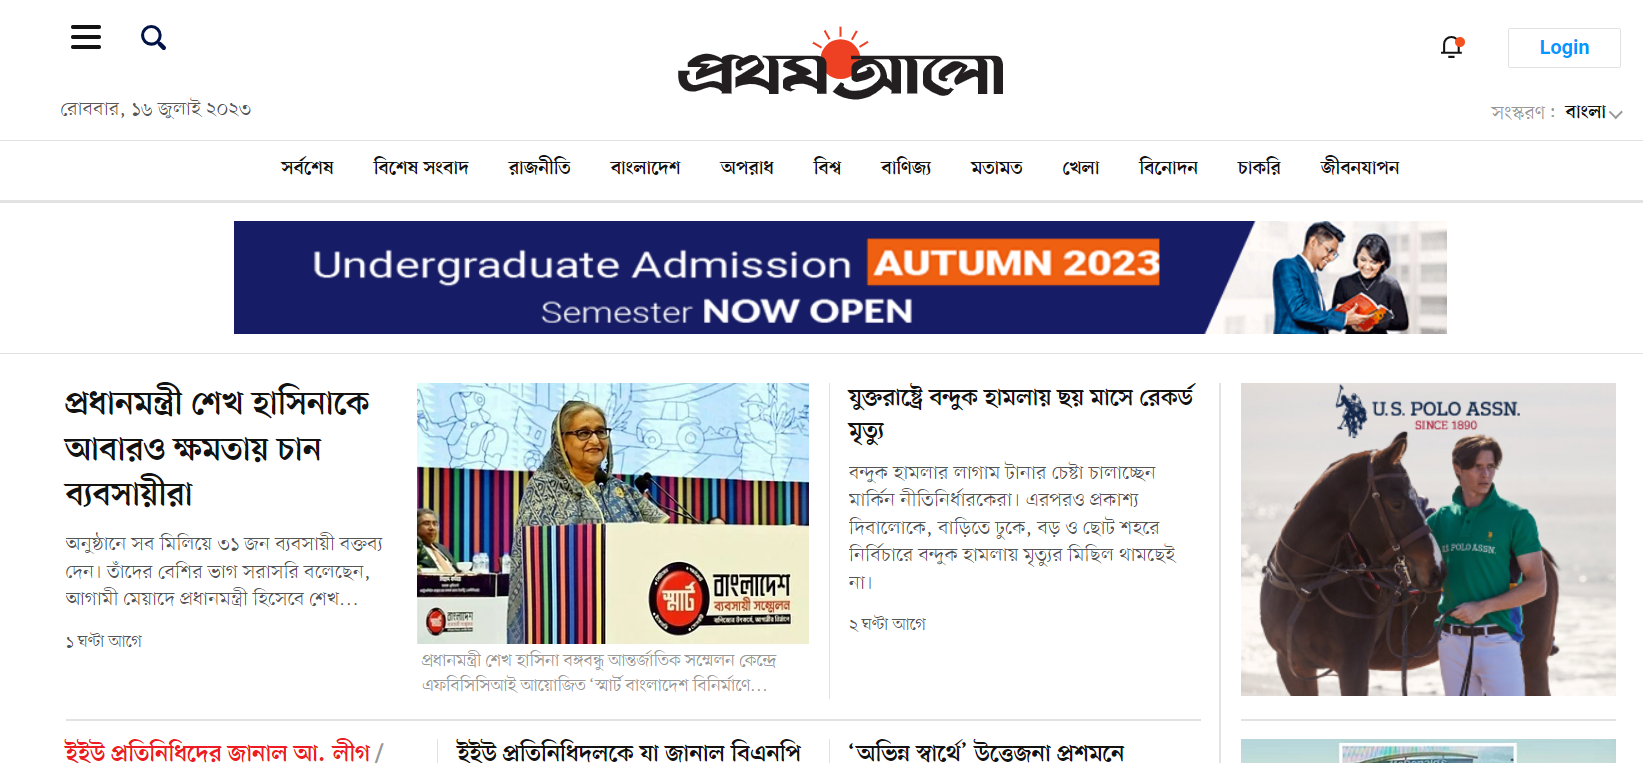 প্রথম আলো
Login
রোববার, ১৬ জুলাই ২০২৩
সংস্করণ : বাংলা
সর্বশেষ বিশেষ সংবাদ রাজনীতি বাংলাদেশ অপরাধ বিশ্ব বাণিজ্য মতামত খেলা বিনোদন চাকরি জীবনযাপন
Undergraduate Admission AUTUMN 2023
Semester NOW OPEN
প্রধানমন্ত্রী শেখ হাসিনাকে
আবারও ক্ষমতায় চান
ব্যবসায়ীরা
অনুষ্ঠানে সব মিলিয়ে ৩১ জন ব্যবসায়ী বক্তব্য
দেন। তাঁদের বেশির ভাগ সরাসরি বলেছেন,
আগামী মেয়াদে প্রধানমন্ত্রী হিসেবে শেখ...
১ ঘণ্টা আগে
স্মার্ট
বাংলাদেশ
ব্যবসায়ী সম্মেলন
স্মার্ট
প্রধানমন্ত্রী শেখ হাসিনা বঙ্গবন্ধু আন্তর্জাতিক সম্মেলন কেন্দ্রে
এফবিসিসিআই আয়োজিত ‘স্মার্ট বাংলাদেশ বিনির্মাণে...
যুক্তরাষ্ট্রে বন্দুক হামলায় ছয় মাসে রেকর্ড
মৃত্যু
বন্দুক হামলার লাগাম টানার চেষ্টা চালাচ্ছেন
মার্কিন নীতিনির্ধারকেরা। এরপরও প্রকাশ্য
দিবালোকে, বাড়িতে ঢুকে, বড় ও ছোট শহরে
নির্বিচারে বন্দুক হামলায় মৃত্যুর মিছিল থামছেই
না।
২ ঘণ্টা আগে
U.S. POLO ASSN.
SINCE 1890
U.S. POLO ASSN.
ইইউ প্রতিনিধিদের জানাল আ. লীগ /
ইইউ প্রতিনিধিদলকে যা জানাল বিএনপি
‘অভিন্ন স্বার্থে’ উত্তেজনা প্রশমনে